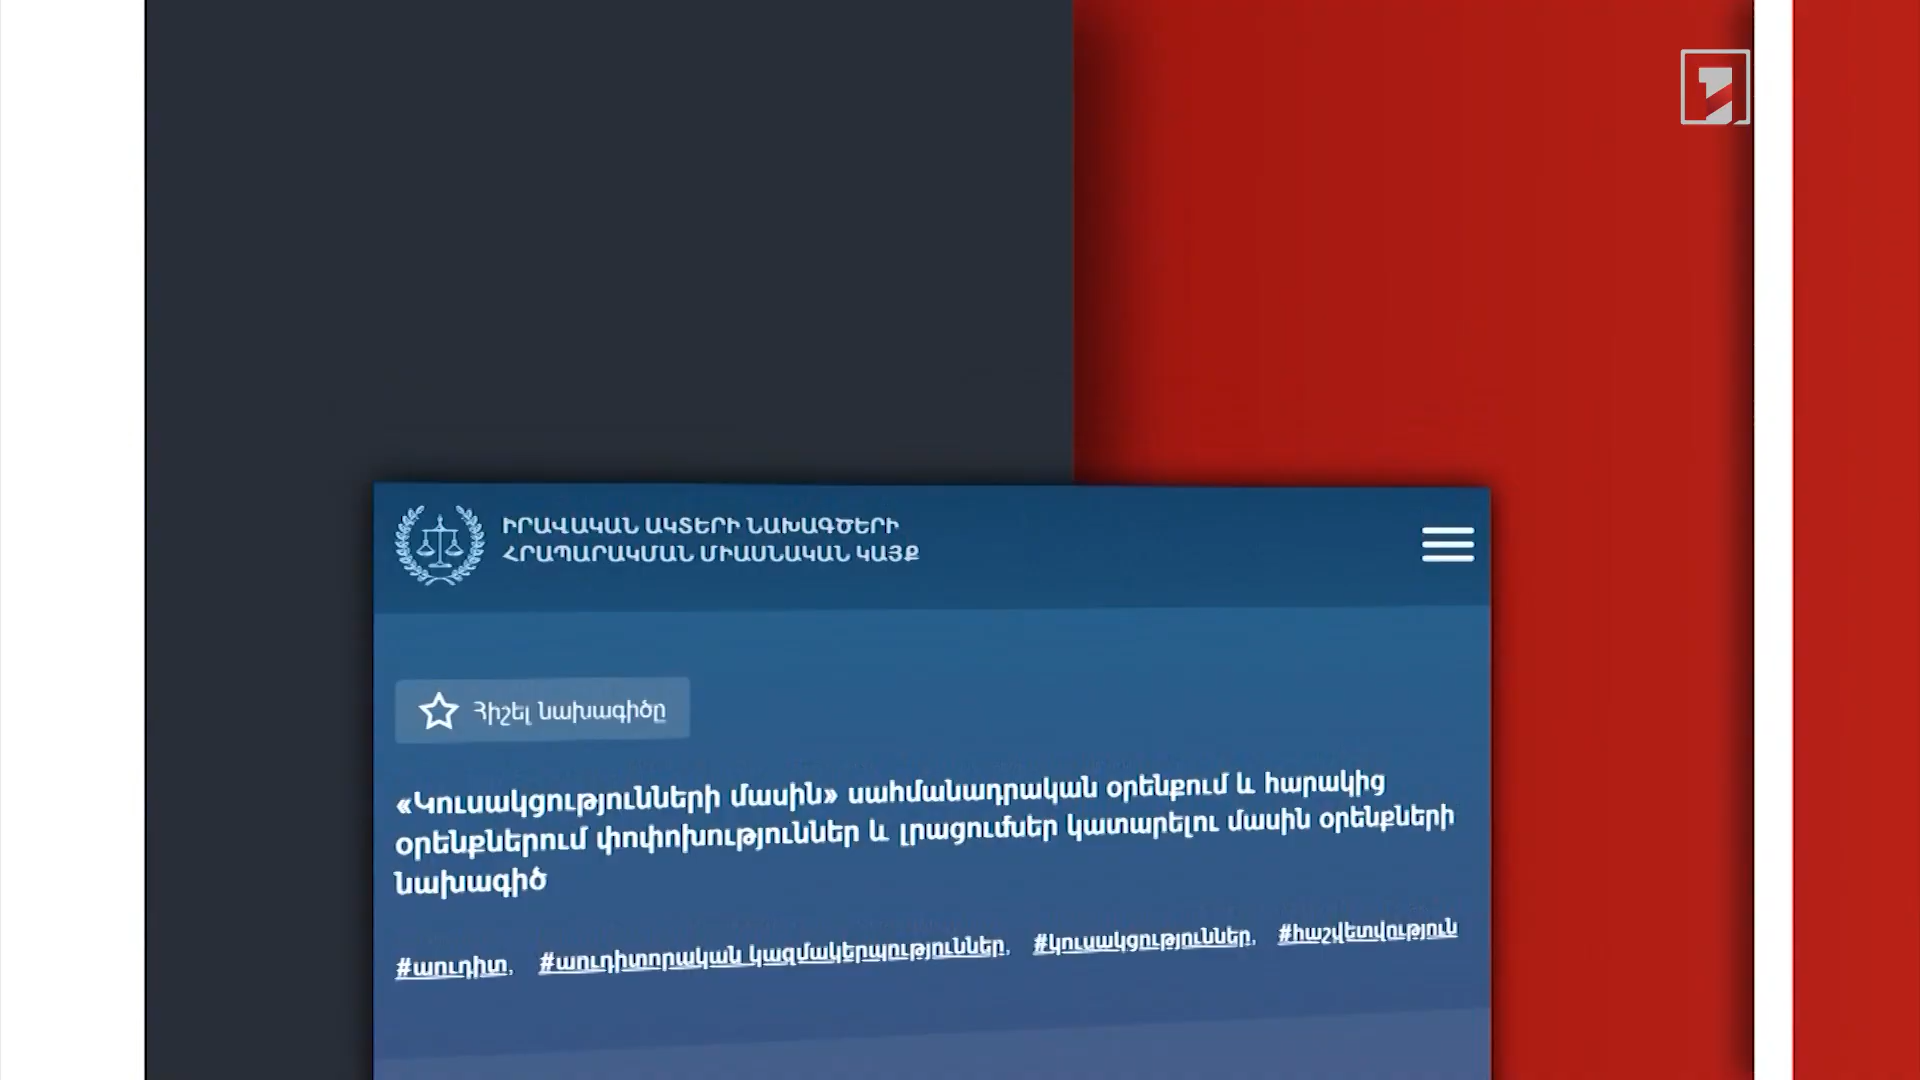 ԻՐԱՎԱԿԱՆ ԱԿՏԵՐԻ ՆԱԽԱԳԾԵՐԻ
ՀՐԱՊԱՐԱԿՄԱՆ ՄԻԱՍՆԱԿԱՆ ԿԱՅՔ
Հիշել նախագիծը
«Կուսակցությունների մասին» սահմանադրական օրենքում և հարակից
օրենքներում փոփոխություններ և լրացումներ կատարելու մասին օրենքների
նախագիծ
#աուդիտ, #աուդիտորական կազմակերպություններ, #կուսակցություններ, #հաշվետվություն